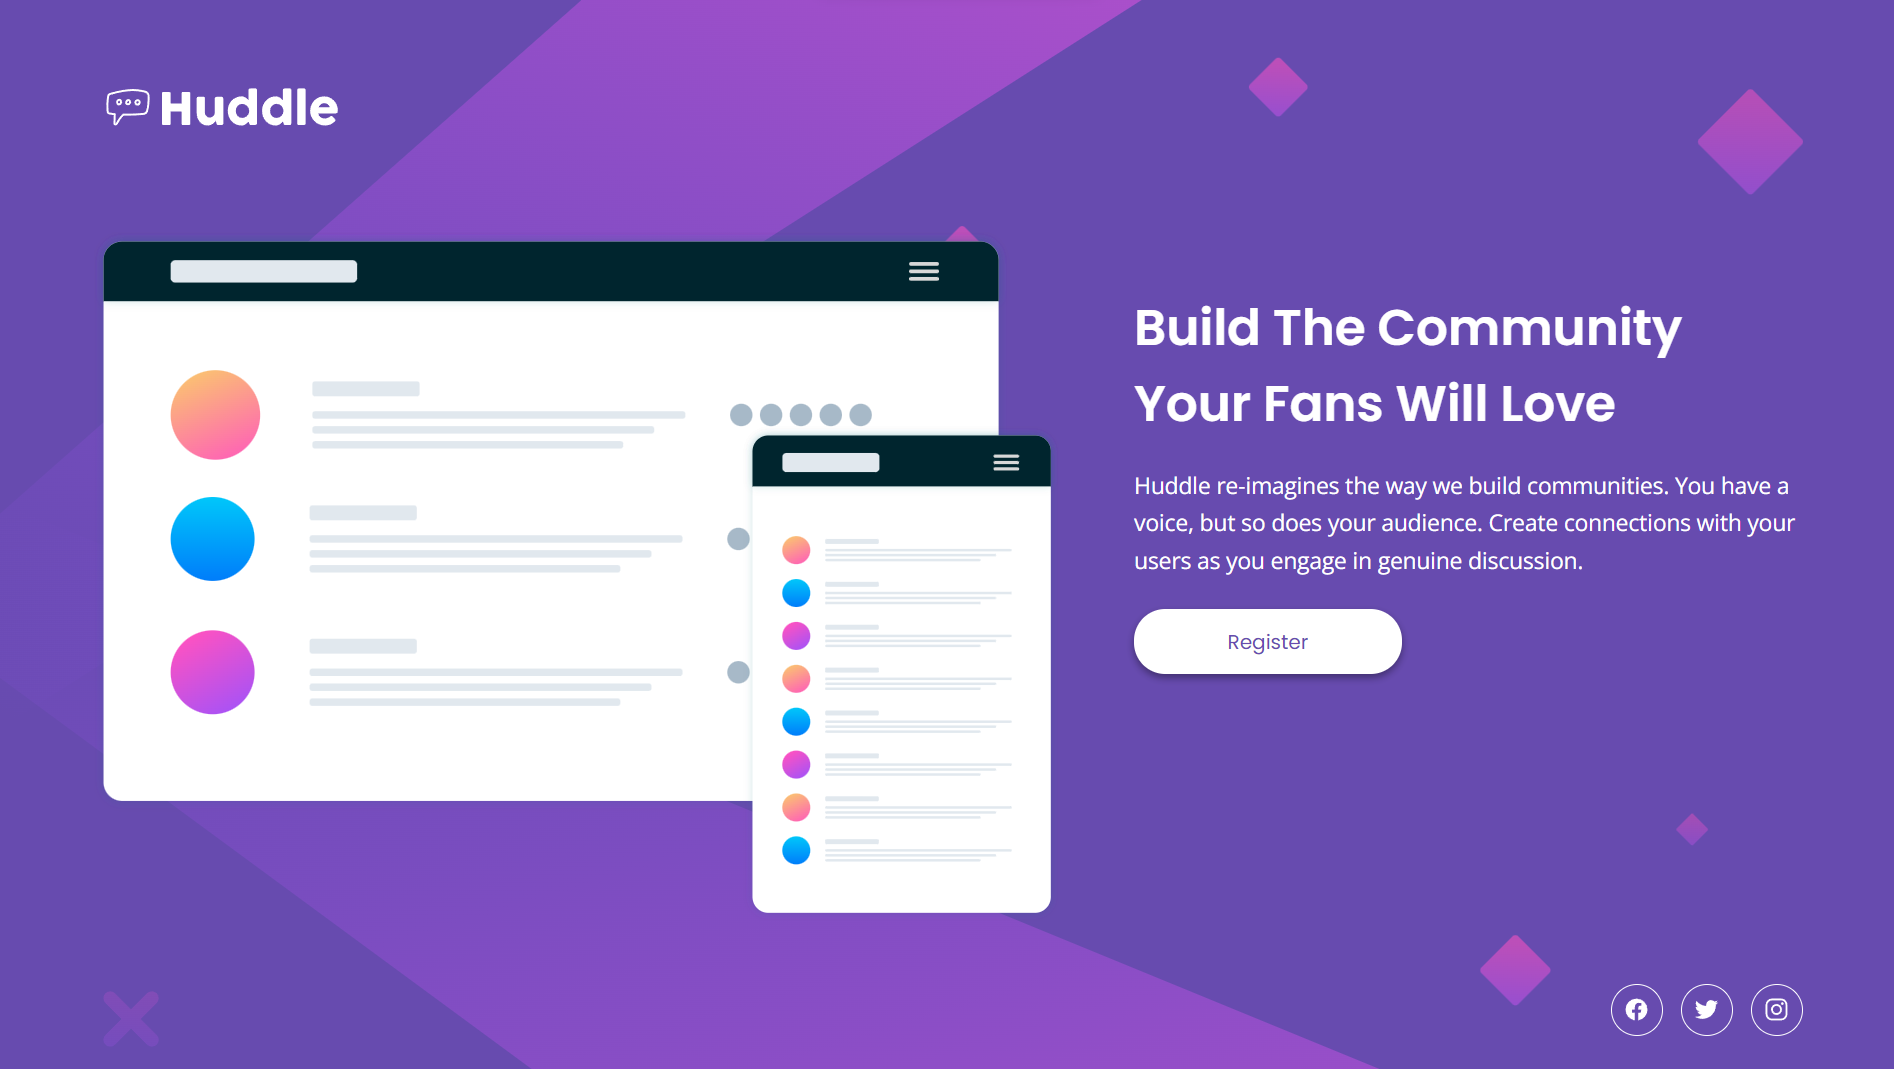 Huddle
Build The Community
Your Fans Will Love
Huddle re-imagines the way we build communities. You have a
voice, but so does your audience. Create connections with your
users as you engage in genuine discussion.
Register